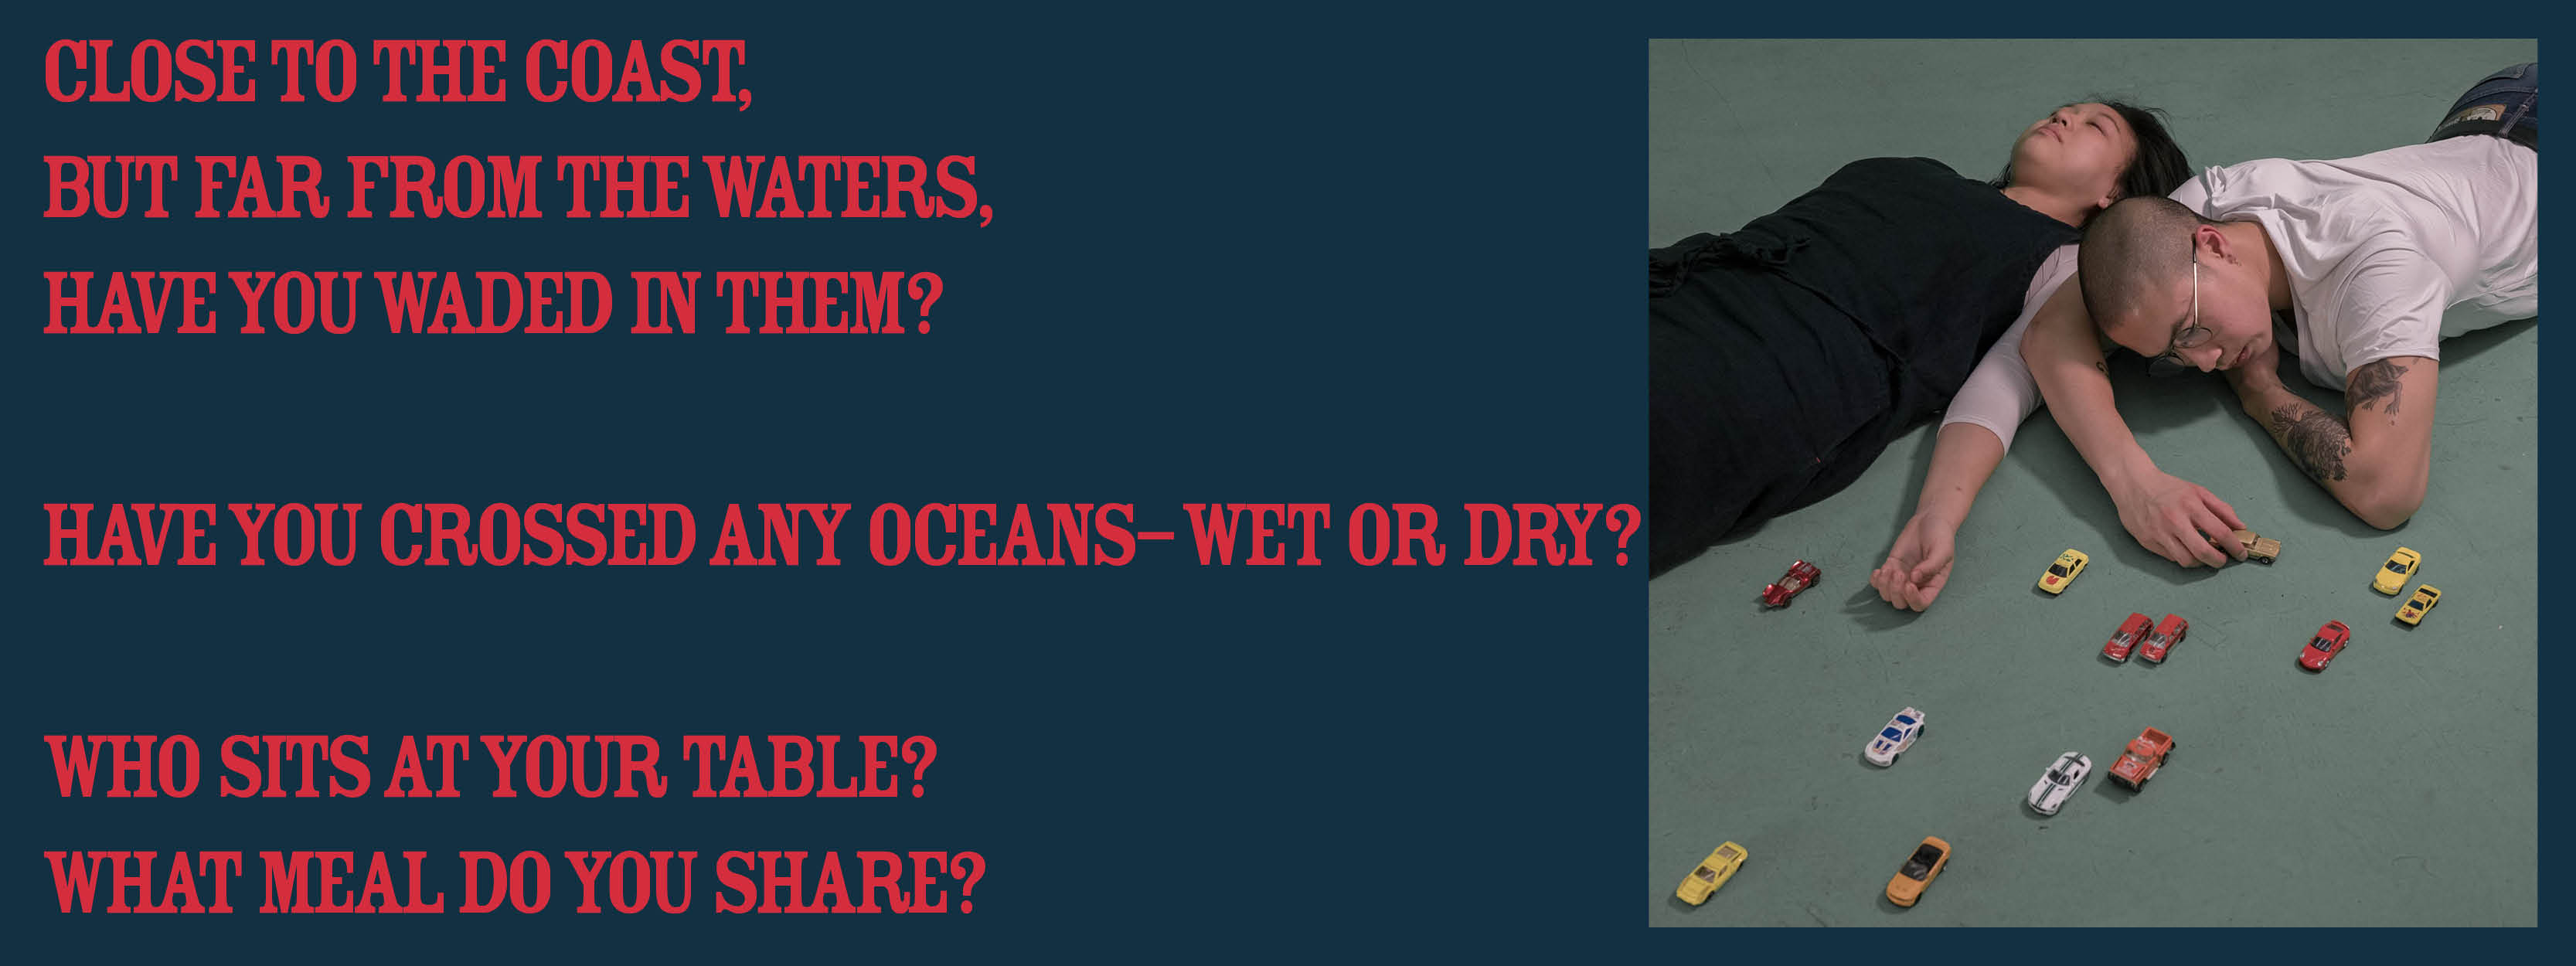 CLOSE TO THE COAST,
BUT FAR FROM THE WATERS,
HAVE YOU WADED IN THEM?
HAVE YOU CROSSED ANY OCEANS–WET OR DRY?
WHO SITS AT YOUR TABLE?
WHAT MEAL DO YOU SHARE?